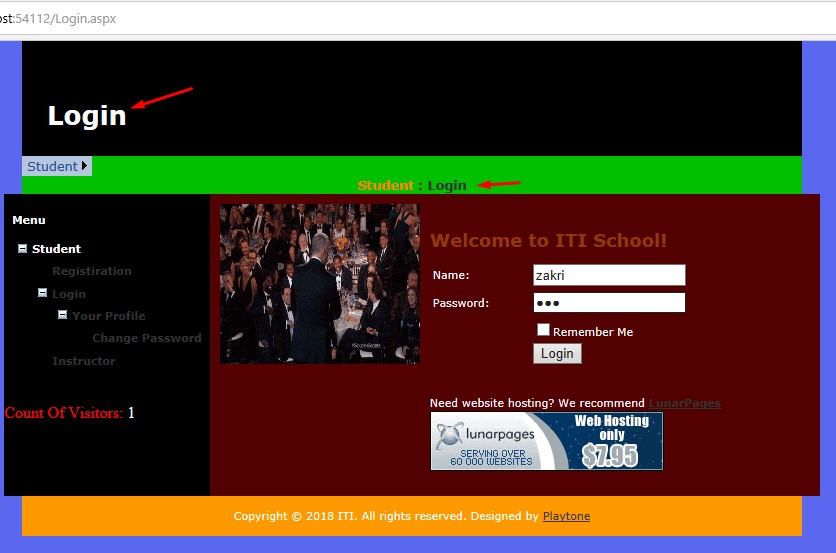 ost:54112/Login.aspx
Login
Student
Student : Login
Menu
Student
Registiration
Login
Your Profile
Change Password
Instructor
Count Of Visitors: 1
Welcome to ITI School!
Name: zakri
Password: ●●●
Remember Me
Login
Need website hosting? We recommend LunarPages
lunarpages
SERVING OVER
60 000 WEBSITES
Web Hosting
only
$7.95
Copyright © 2018 ITI. All rights reserved. Designed by Playtone